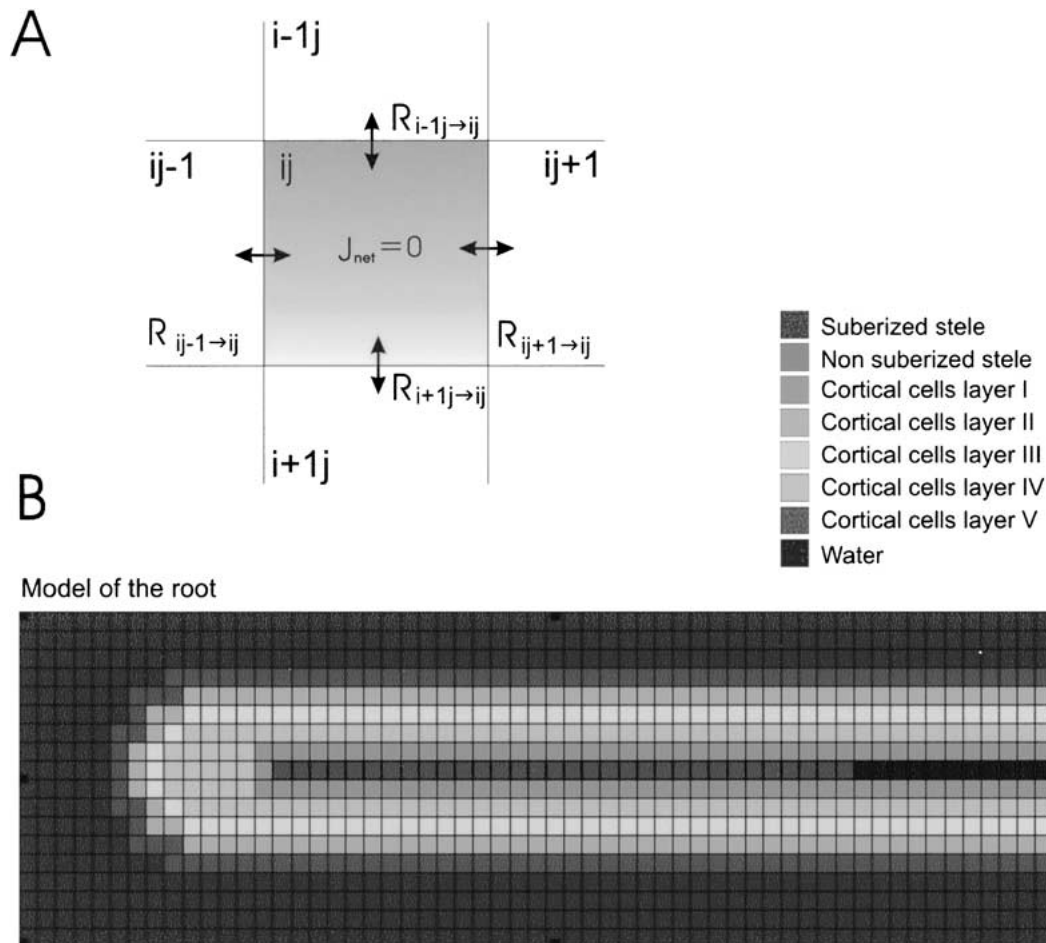 A
i-1j
R i-1j→ij
ij-1
ij
ij+1
J net = 0
R ij-1→ij
R ij+1→ij
R i+1j→ij
i+1j
Suberized stele
Non suberized stele
Cortical cells layer I
Cortical cells layer II
Cortical cells layer III
Cortical cells layer IV
Cortical cells layer V
Water
B
Model of the root